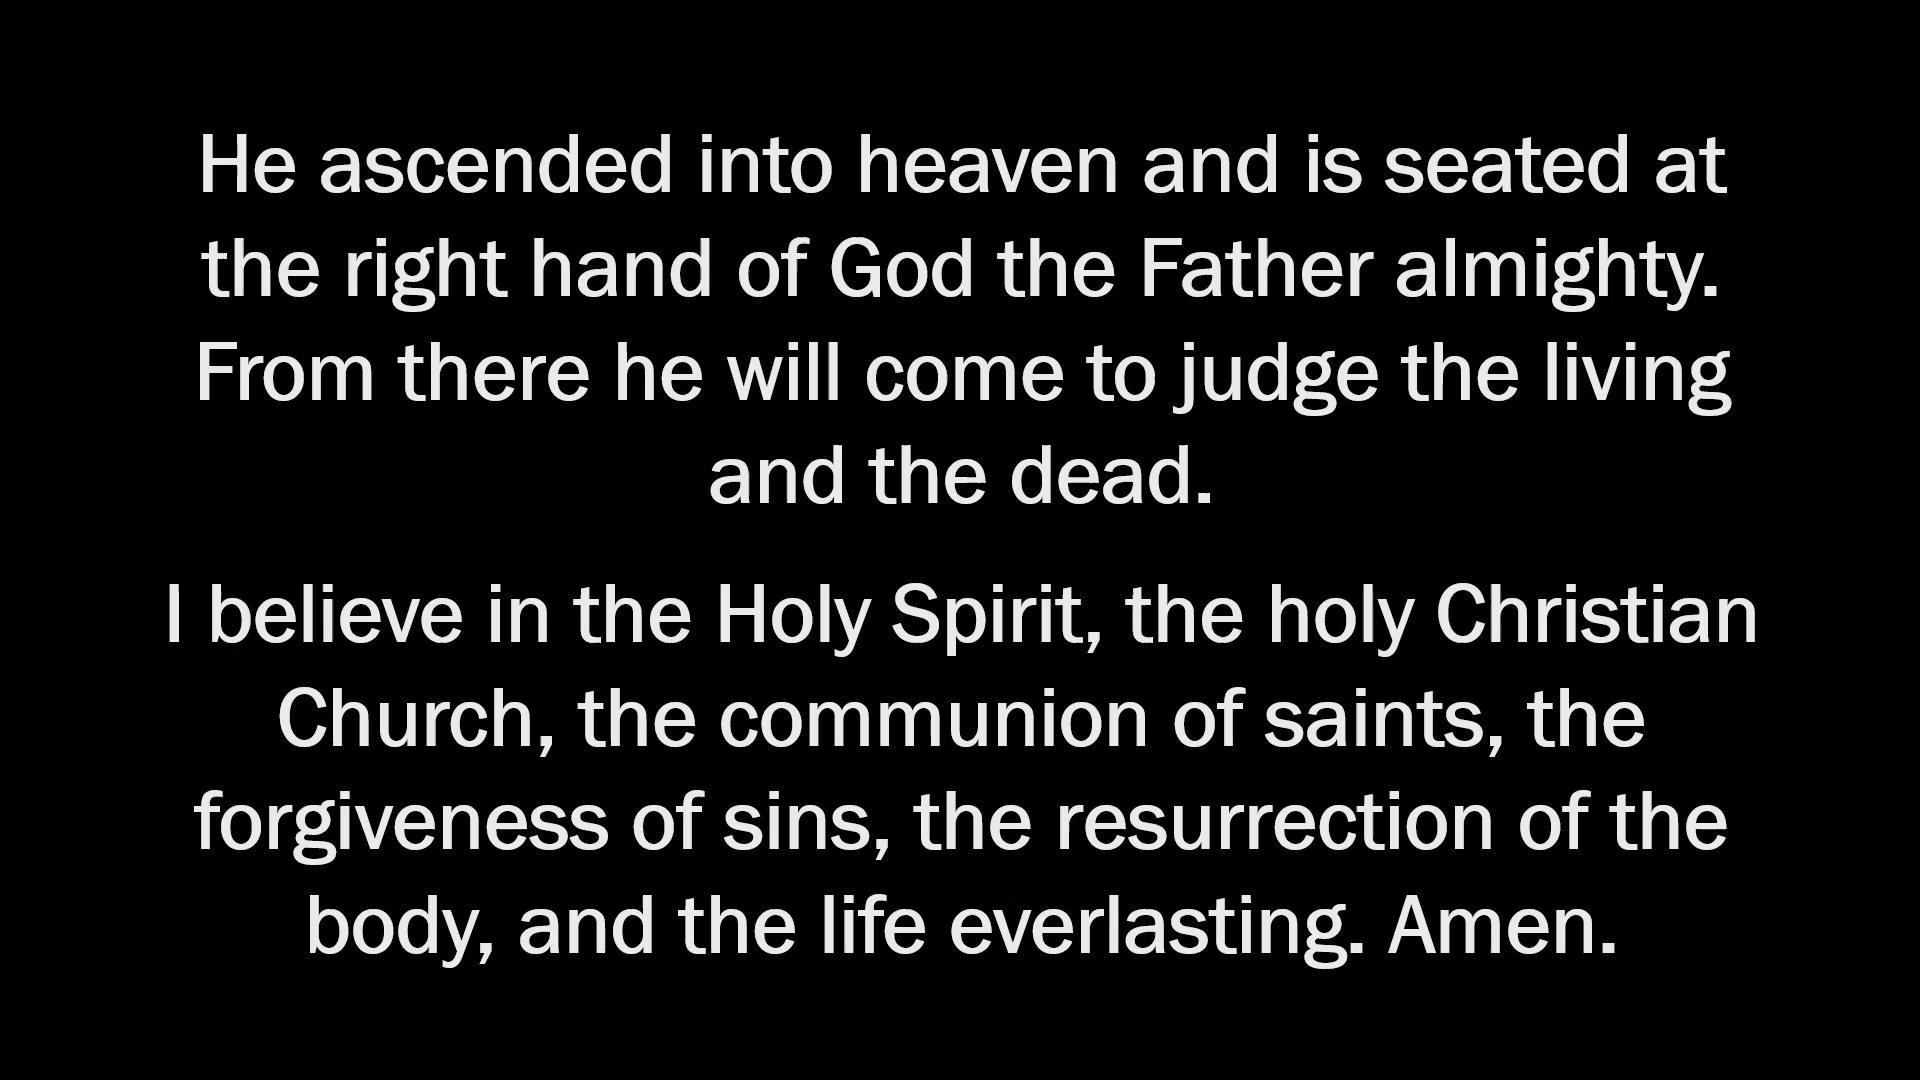 He ascended into heaven and is seated at
the right hand of God the Father almighty.
From there he will come to judge the living
and the dead.
I believe in the Holy Spirit, the holy Christian
Church, the communion of saints, the
forgiveness of sins, the resurrection of the
body, and the life everlasting. Amen.